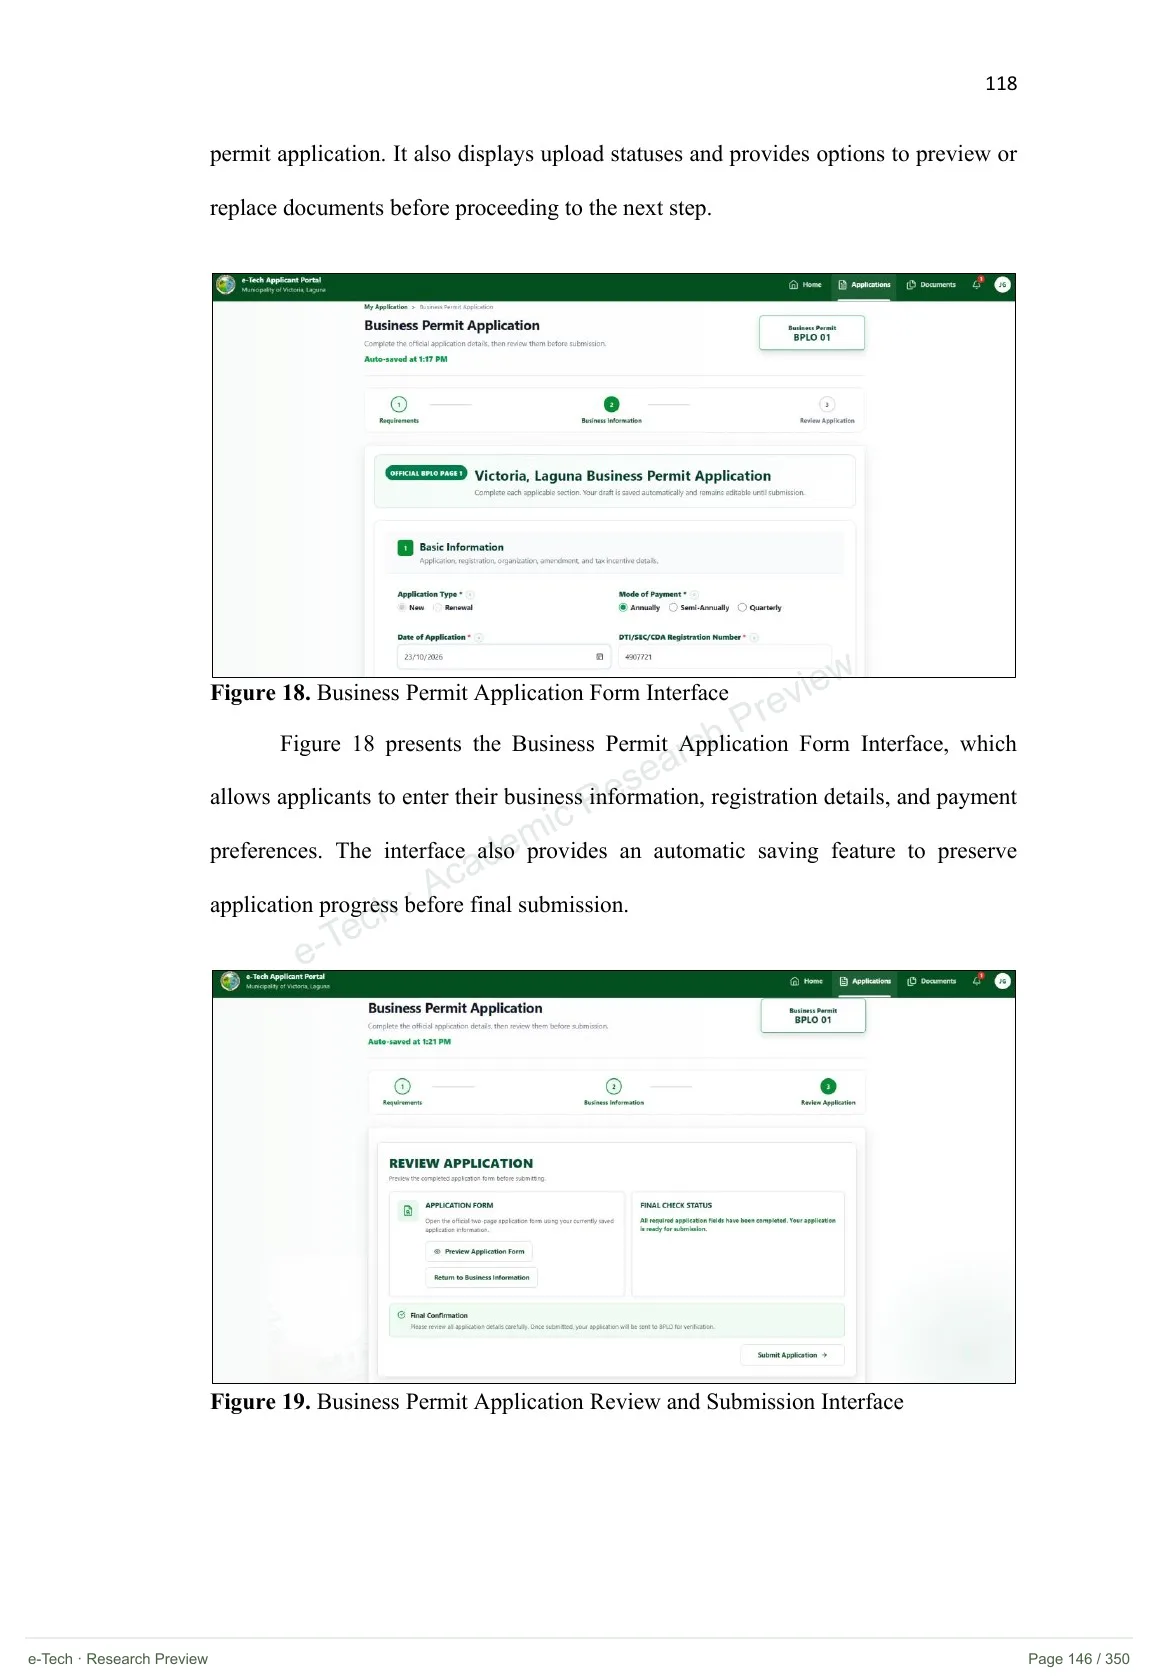 118
permit application. It also displays upload statuses and provides options to preview or
replace documents before proceeding to the next step.
e-Tech Applicant Portal
Municipality of Victoria, Laguna
Home
Applications
Documents
1
JG
My Application > Business Permit Application
Business Permit Application
Complete the official application details, then review them before submission.
Auto-saved at 1:17 PM
Business Permit
BPLO 01
1
Requirements
2
Business Information
3
Review Application
OFFICIAL BPLO PAGE 1
Victoria, Laguna Business Permit Application
Complete each applicable section. Your draft is saved automatically and remains editable until submission.
1
Basic Information
Application, registration, organization, amendment, and tax incentive details.
Application Type *
New Renewal
Mode of Payment *
Annually Semi-Annually Quarterly
Date of Application *
23/10/2026
DTI/SEC/CDA Registration Number *
4907721
Figure 18. Business Permit Application Form Interface
Figure 18 presents the Business Permit Application Form Interface, which
allows applicants to enter their business information, registration details, and payment
preferences. The interface also provides an automatic saving feature to preserve
application progress before final submission.
e-Tech · Academic Research Preview
e-Tech Applicant Portal
Municipality of Victoria, Laguna
Home
Applications
Documents
1
JG
Business Permit Application
Complete the official application details, then review them before submission.
Auto-saved at 1:21 PM
Business Permit
BPLO 01
1
Requirements
2
Business Information
3
Review Application
REVIEW APPLICATION
Preview the completed application form before submitting.
APPLICATION FORM
Open the official two-page application form using your currently saved
application information.
Preview Application Form
Return to Business Information
FINAL CHECK STATUS
All required application fields have been completed. Your application
is ready for submission.
Final Confirmation
Please review all application details carefully. Once submitted, your application will be sent to BPLO for verification.
Submit Application →
Figure 19. Business Permit Application Review and Submission Interface
e-Tech · Research Preview
Page 146 / 350